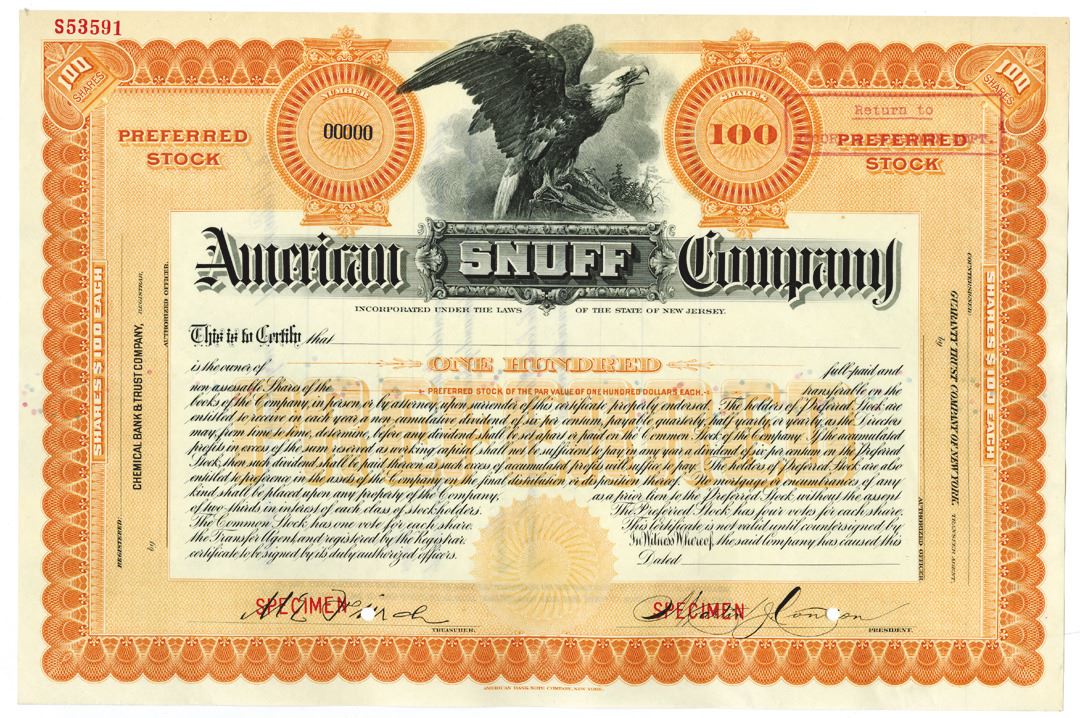 S53591
100
SHARES
100
SHARES
NUMBER
00000
SHARES
100
Return to
DEPT.
PREFERRED
STOCK
PREFERRED
STOCK
American SNUFF Company
INCORPORATED UNDER THE LAWS OF THE STATE OF NEW JERSEY.
This is to Certify that
is the owner of ONE HUNDRED full-paid and
non assessable Shares of the PREFERRED STOCK OF THE PAR VALUE OF ONE HUNDRED DOLLARS EACH, transferable on the
books of the Company, in person or by attorney, upon surrender of this certificate properly endorsed. The holders of Preferred Stock are
entitled to receive in each year a non-cumulative dividend of six per centum, payable quarterly, half yearly, or yearly, as the Directors
may, from time to time, determine, before any dividend shall be set apart or paid on the Common Stock of the Company. If the accumulated
profits in excess of the sum reserved as working capital shall not be sufficient to pay in any year a dividend of six per centum on the Preferred
Stock, then such dividend shall be paid thereon as such excess of accumulated profits will suffice to pay. The holders of Preferred Stock are also
entitled to preference in the assets of the Company on the final distribution or disposition thereof. No mortgage or encumbrances of any
kind shall be placed upon any property of the Company, as a prior lien to the Preferred Stock without the assent
of two-thirds in interest of each class of stockholders. The Preferred Stock has four votes for each share.
The Common Stock has one vote for each share. This Certificate is not valid until countersigned by
the Transfer Agent and registered by the Registrar. In Witness Whereof, the said Company has caused this
certificate to be signed by its duly authorized officers. Dated
SHARES $100 EACH
REGISTERED:
CHEMICAL BANK & TRUST COMPANY, REGISTRAR,
by
AUTHORIZED OFFICER.
COUNTERSIGNED:
GUARANTY TRUST COMPANY OF NEW YORK, TRANSFER AGENT.
by
AUTHORIZED OFFICER
SHARES $100 EACH
SPECIMEN
TREASURER.
SPECIMEN
PRESIDENT.
AMERICAN BANK NOTE COMPANY, NEW YORK.